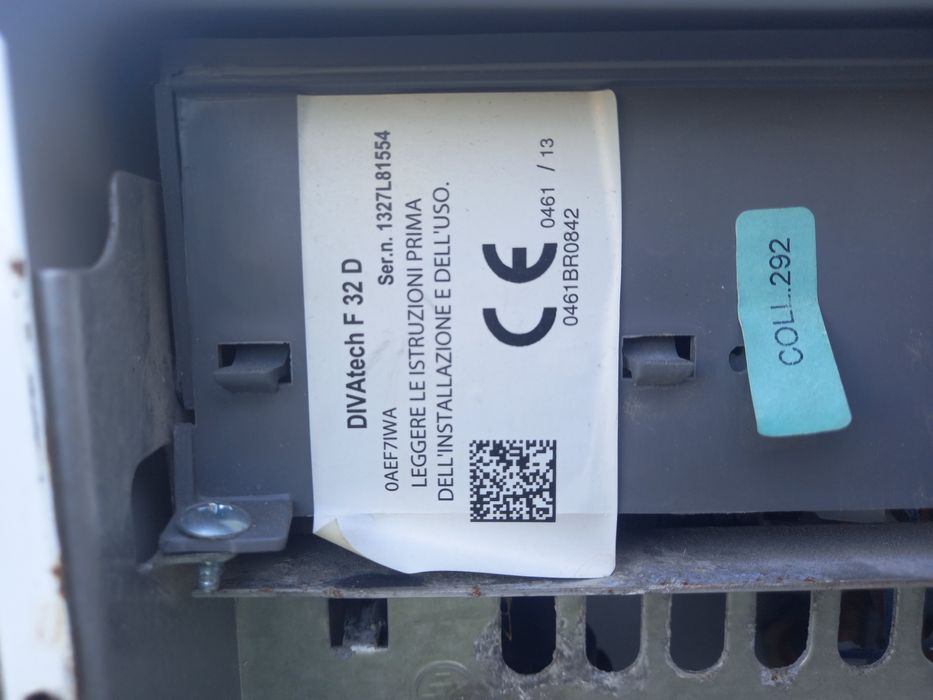 DIVAtech F 32 D
0AEF7IWA Ser.n. 1327L81554
LEGGERE LE ISTRUZIONI PRIMA
DELL'INSTALLAZIONE E DELL'USO.
CE 0461 / 13
0461BR0842
COLL.292